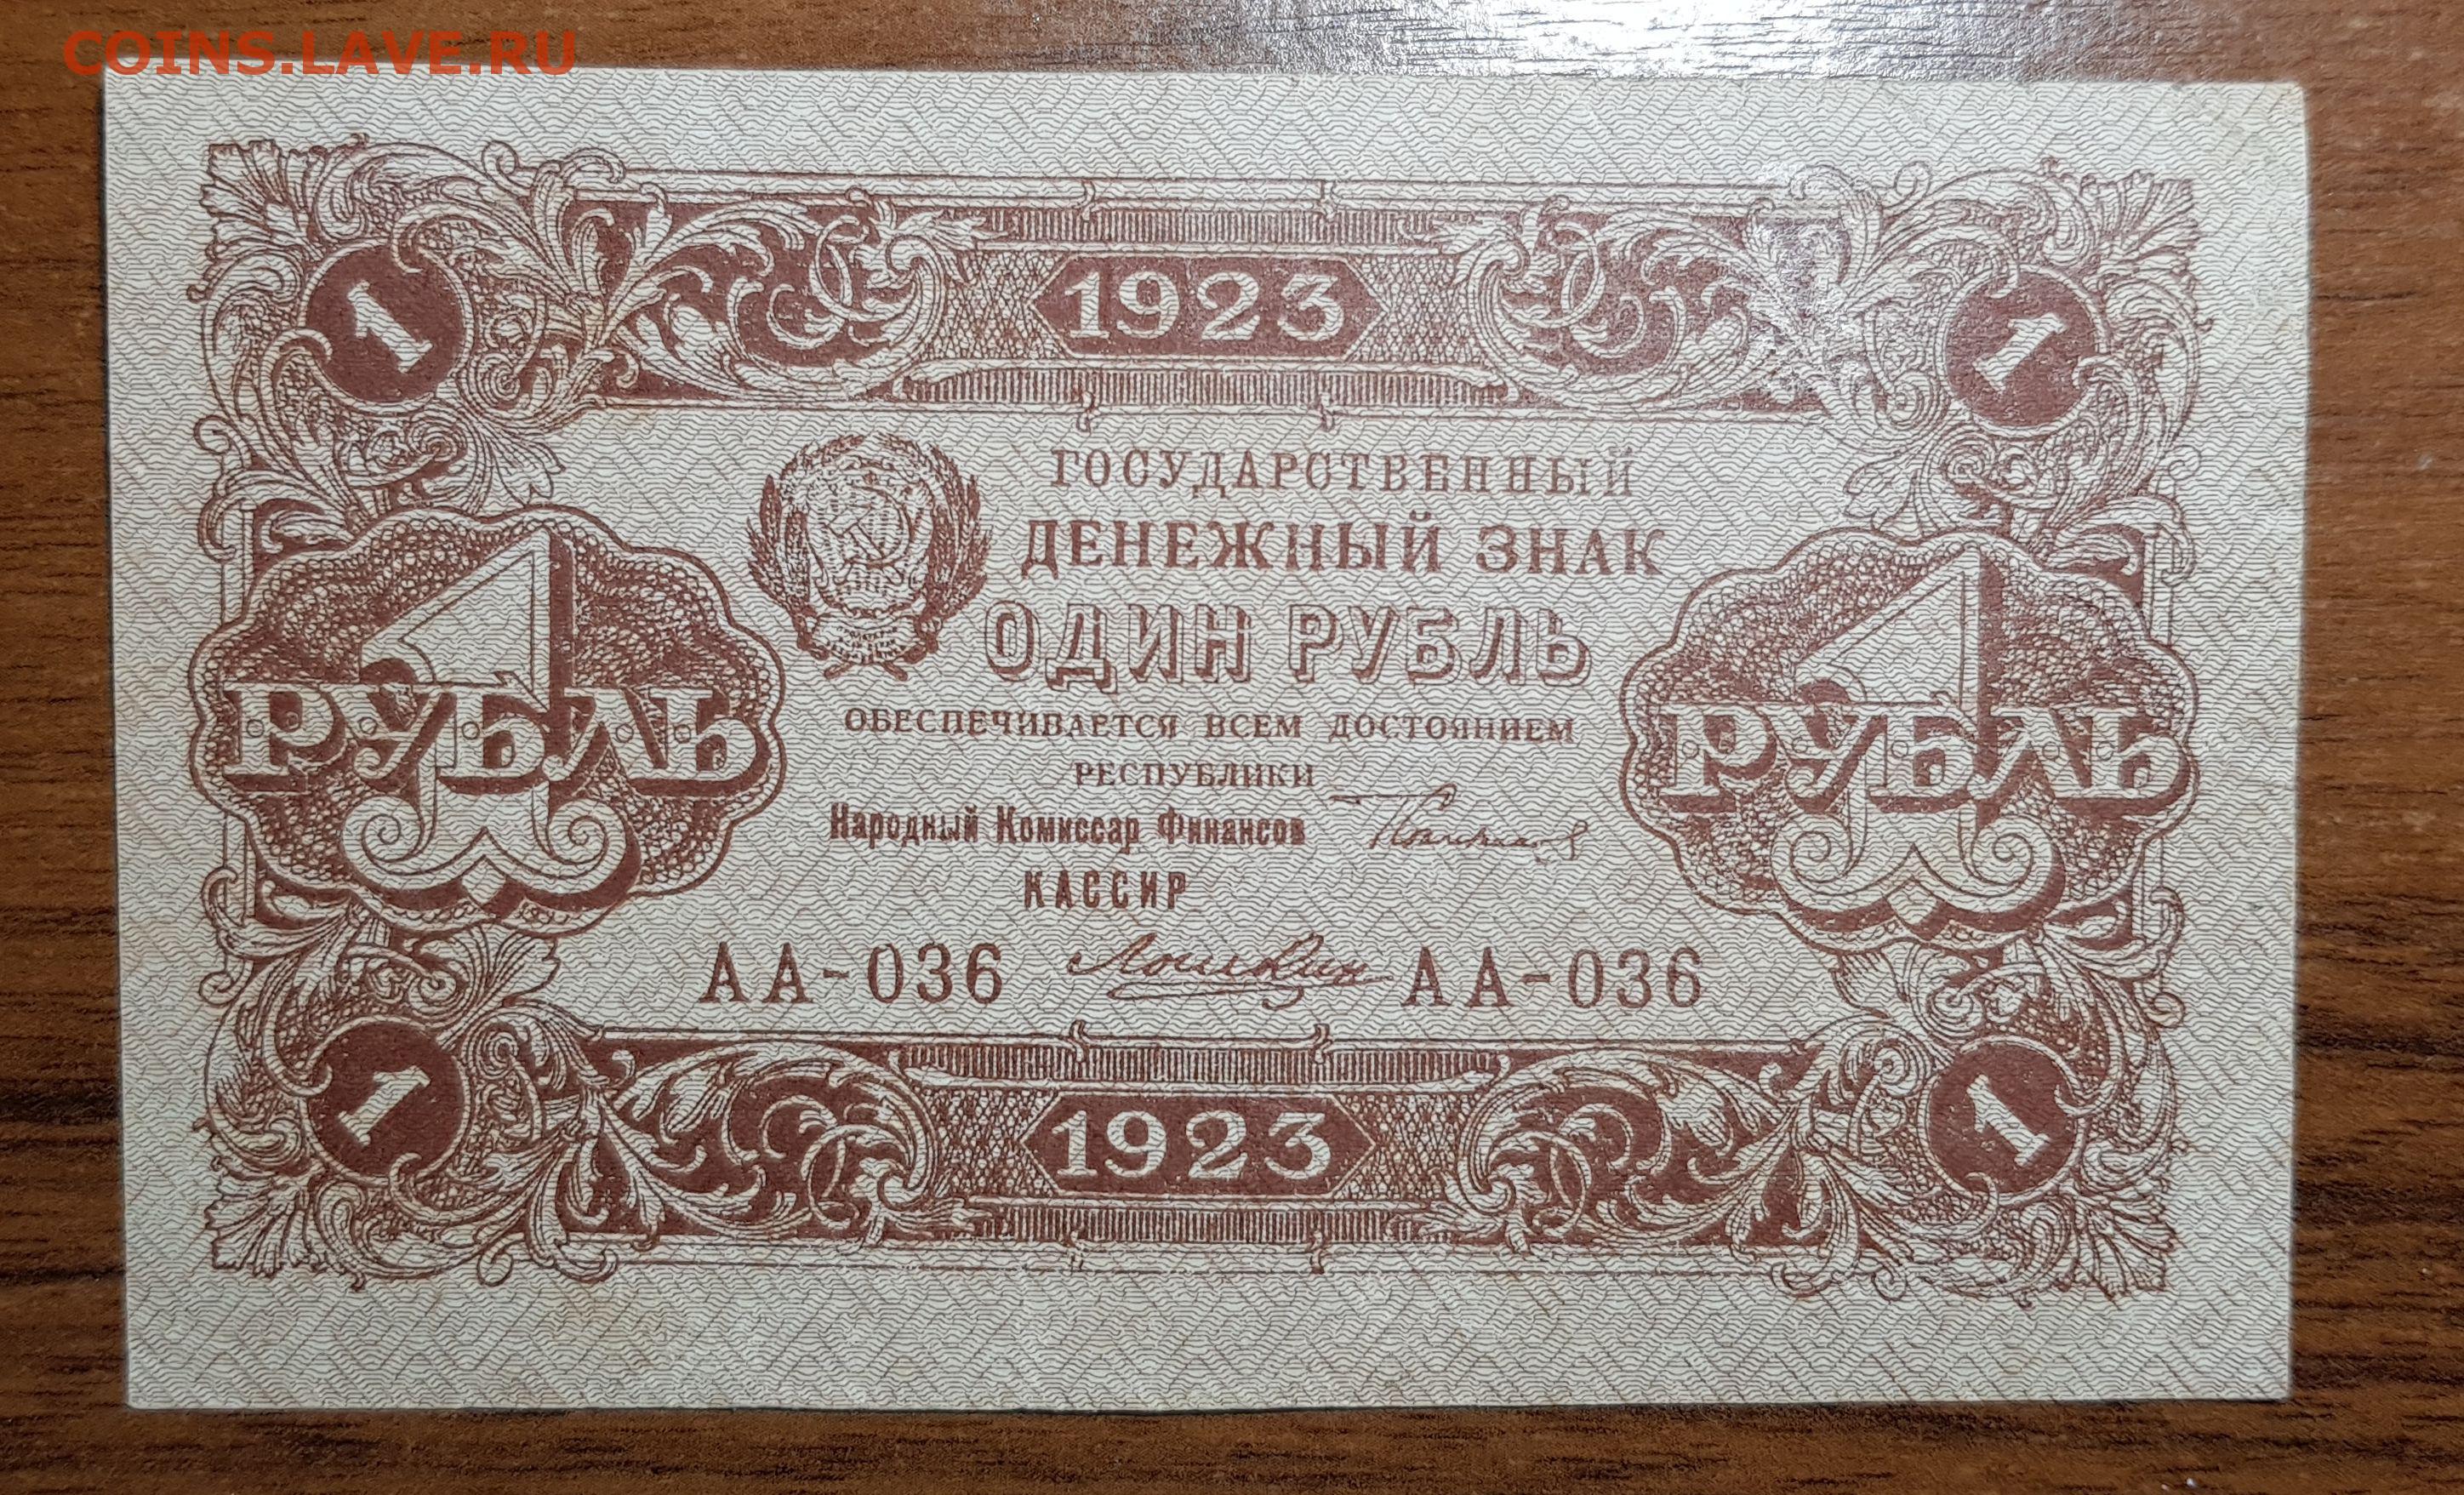 COINS.LAVE.RU
1 1923 1
ГОСУДАРСТВЕННЫЙ
ДЕНЕЖНЫЙ ЗНАК
ОДИН РУБЛЬ
1 РУБЛЬ
1 РУБЛЬ
ОБЕСПЕЧИВАЕТСЯ ВСЕМ ДОСТОЯНИЕМ
РЕСПУБЛИКИ
Народный Комиссар Финансов
КАССИР
АА-036 Лошкин АА-036
1 1923 1